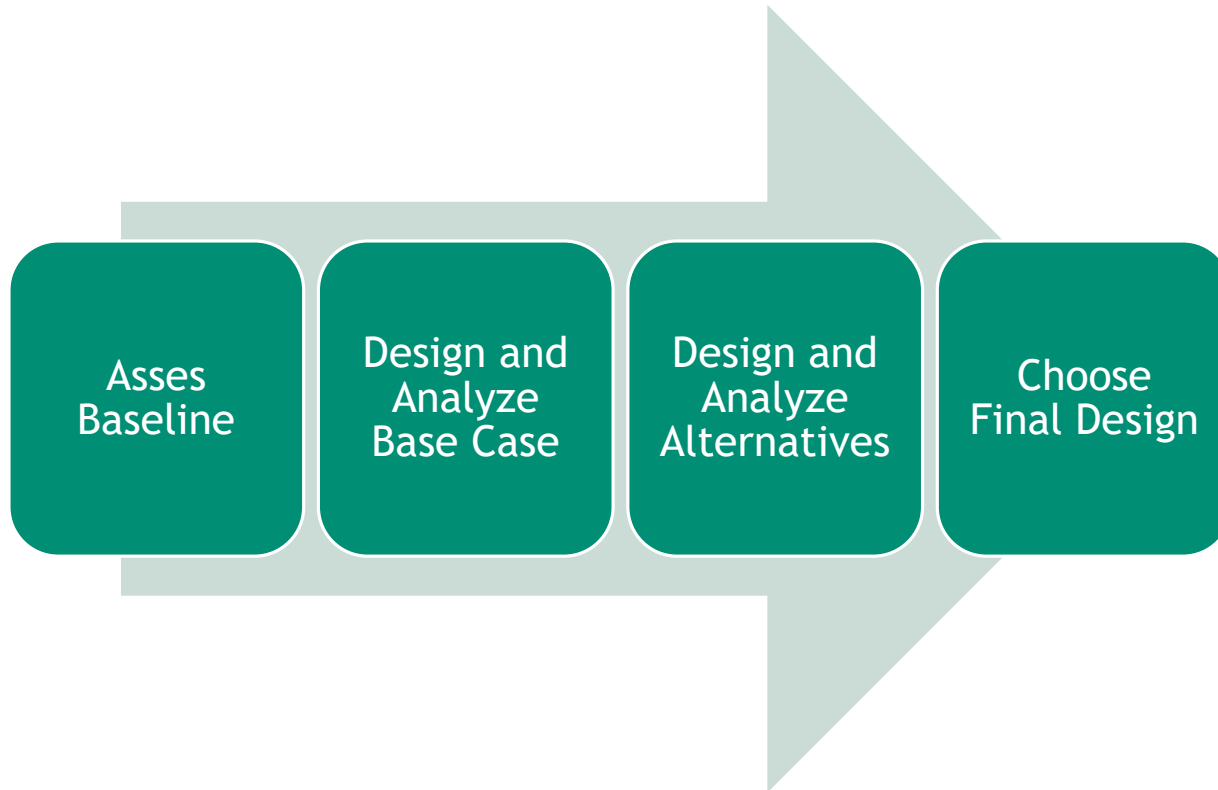 Asses
Baseline
Design and
Analyze
Base Case
Design and
Analyze
Alternatives
Choose
Final Design